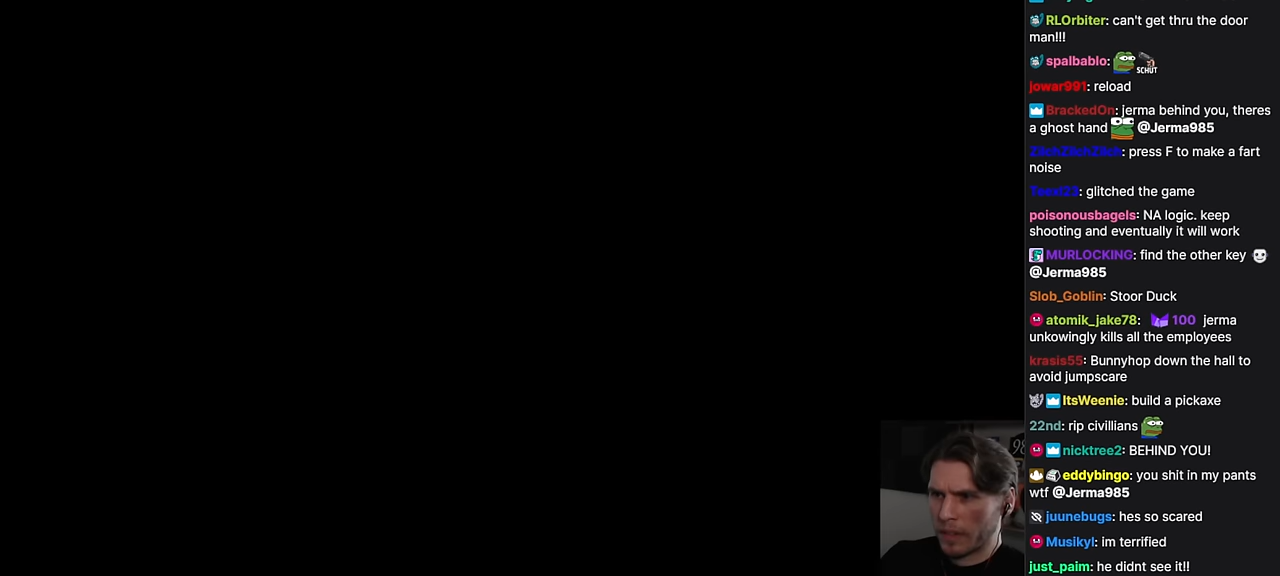 RLOrbiter: can't get thru the door
man!!!
spalbablo: SCHUT
jowar991: reload
BrackedOn: jerma behind you, theres
a ghost hand @Jerma985
ZilchZilchZilch: press F to make a fart
noise
: glitched the game
poisonousbagels: NA logic. keep
shooting and eventually it will work
MURLOCKING: find the other key
@Jerma985
Slob_Goblin: Stoor Duck
atomik_jake78: 100 jerma
unkowingly kills all the employees
krasis55: Bunnyhop down the hall to
avoid jumpscare
ItsWeenie: build a pickaxe
22nd: rip civillians
nicktree2: BEHIND YOU!
eddybingo: you shit in my pants
wtf @Jerma985
juunebugs: hes so scared
Musikyl: im terrified
just_paim: he didnt see it!!